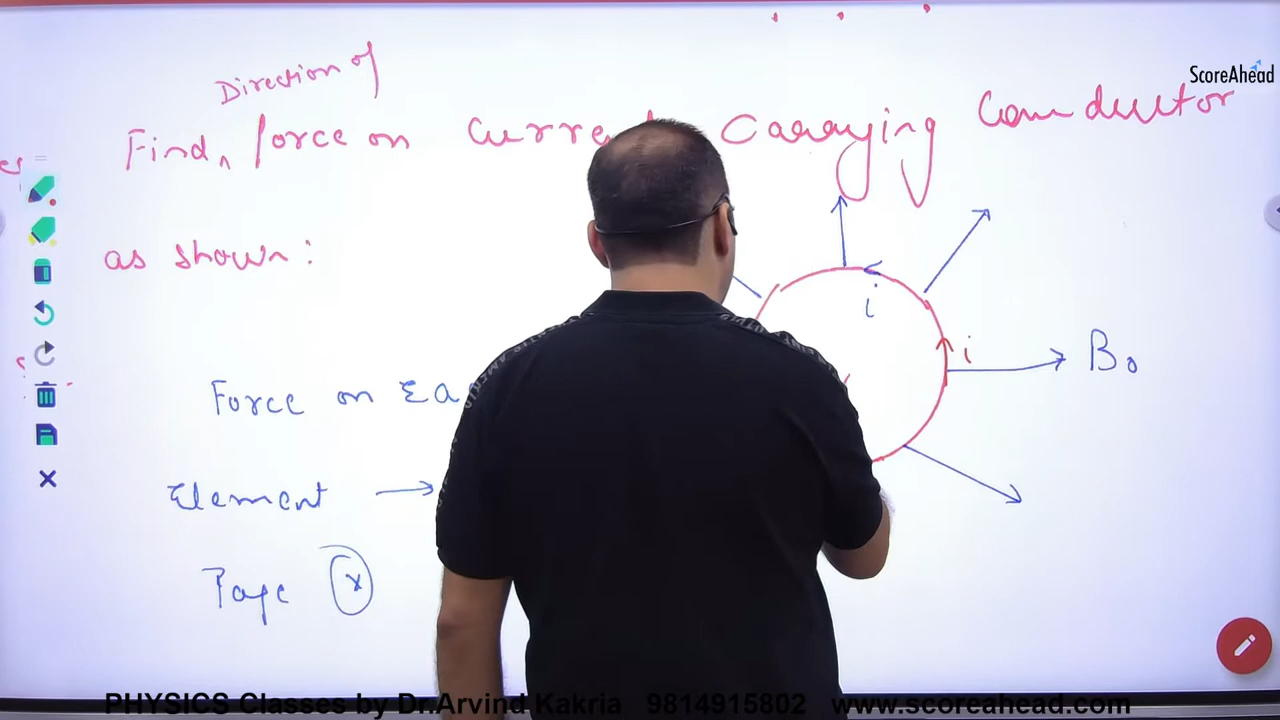 ScoreAhead
Direction of
Find, force on Carrying Conductor
as shown:
i
i
B₀
Force on Ea
Element →
Page ⓧ
PHYSICS Classes by Dr.Arvind Kakria 9814915802 www.scoreahead.com